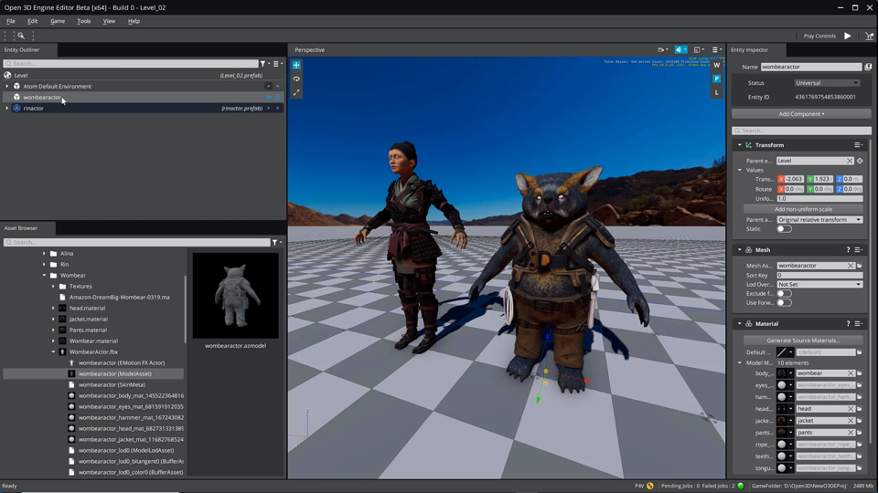 Open 3D Engine Editor Beta [x64] - Build 0.0.0.0 - Level_02
File Edit Game Tools View Help
Play Controls
Entity Outliner
Search...
Level (Level_02.prefab)
Atom Default Environment
wombearactor
rinactor (rinactor.prefab)
Asset Browser
Search...
Alina
Rin
Wombear
Textures
Amazon-DreamBig-Wombear-0319.ma
head.material
Jacket.material
Pants.material
Wombear.material
WombearActor.fbx
wombearactor (EMotion FX Actor)
wombearactor (ModelAsset)
wombearactor (SkinMeta)
wombearactor_body_mat_145522364816
wombearactor_eyes_mat_681591912035
wombearactor_hammer_mat_167243082
wombearactor_head_mat_682731331389
wombearactor_Jacket_mat_11682768524
wombearactor_lod0 (ModelLodAsset)
wombearactor_lod0_bitangent0 (BufferAs
wombearactor_lod0_color0 (BufferAsset)
wombearactor.azmodel
Perspective
W
P
L
Entity Inspector
Name wombearactor
Status Universal
Entity ID 4361769754853860001
Add Component
Search...
Transform
Parent e... Level
Values
Trans... X -2.063 Y 1.923 Z 0.0 m
Rotate X 0.0 Y 0.0 Z 0.0
Unifo... 1.0
Add non-uniform scale
Parent a... Original relative transform
Static
Mesh
Mesh As... wombearactor
Sort Key 0
Lod Over... Not Set
Exclude f...
Use Forw...
Material
Generate Source Materials...
Default... (default)
Model M... 10 elements
body_... wombear
eyes_... wombearactor_eyes_...
ham... wombearactor_ham...
head_... head
jacke... jacket
pants... pants
rope_... wombearactor_rope_...
teeth... wombearactor_teeth...
tongu...
Ready
P4V
Pending Jobs : 0 Failed Jobs : 2
GameFolder: 'D:\Open3D\NewO3DEProj'
2489 Mb